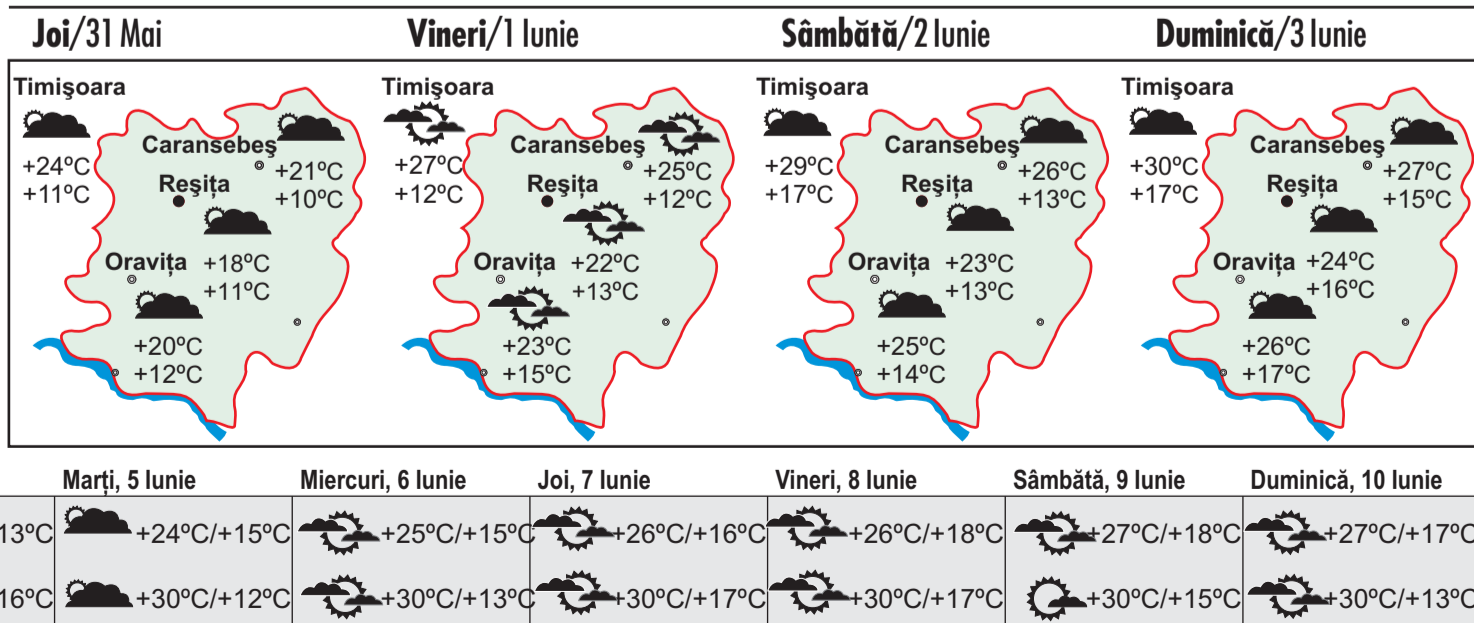 Joi/31 Mai
Timişoara
+24ºC
+11ºC
Caransebeş
+21ºC
+10ºC
Reşiţa
+18ºC
+11ºC
Oraviţa
+20ºC
+12ºC
Vineri/1 Iunie
Timişoara
+27ºC
+12ºC
Caransebeş
+25ºC
+12ºC
Reşiţa
+22ºC
+13ºC
Oraviţa
+23ºC
+15ºC
Sâmbătă/2 Iunie
Timişoara
+29ºC
+17ºC
Caransebeş
+26ºC
+13ºC
Reşiţa
+23ºC
+13ºC
Oraviţa
+25ºC
+14ºC
Duminică/3 Iunie
Timişoara
+30ºC
+17ºC
Caransebeş
+27ºC
+15ºC
Reşiţa
+24ºC
+16ºC
Oraviţa
+26ºC
+17ºC
Marţi, 5 Iunie Miercuri, 6 Iunie Joi, 7 Iunie Vineri, 8 Iunie Sâmbătă, 9 Iunie Duminică, 10 Iunie
13ºC +24ºC/+15ºC +25ºC/+15ºC +26ºC/+16ºC +26ºC/+18ºC +27ºC/+18ºC +27ºC/+17ºC
16ºC +30ºC/+12ºC +30ºC/+13ºC +30ºC/+17ºC +30ºC/+17ºC +30ºC/+15ºC +30ºC/+13ºC